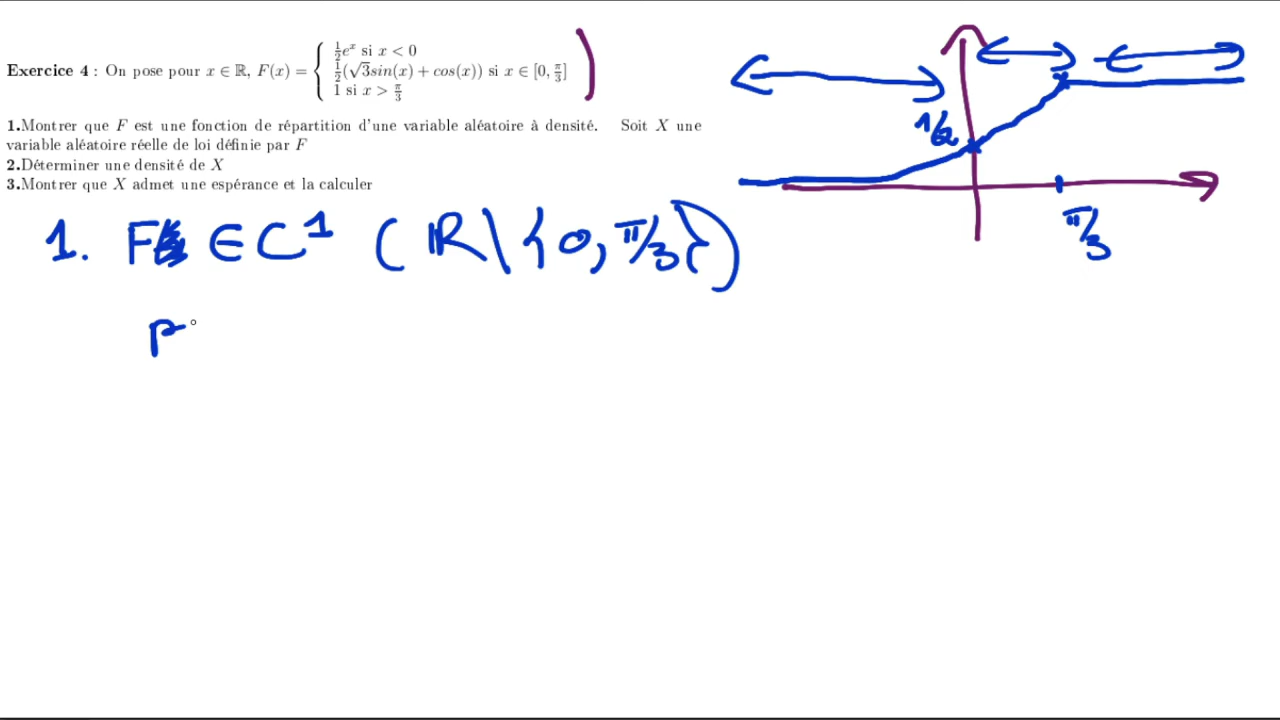 Exercice 4 : On pose pour x ∈ ℝ, F(x) = { ½eˣ si x < 0
½(√3sin(x) + cos(x)) si x ∈ [0, π/3]
1 si x > π/3
1.Montrer que F est une fonction de répartition d'une variable aléatoire à densité. Soit X une
variable aléatoire réelle de loi définie par F
2.Déterminer une densité de X
3.Montrer que X admet une espérance et la calculer
1/2
π/3
1. F ∈ C¹ (ℝ\{0, π/3})